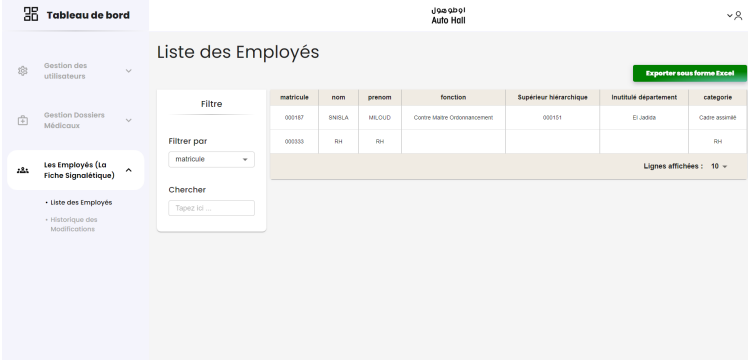 Tableau de bord
اوطوهول
Auto Hall
Gestion des
utilisateurs
Gestion Dossiers
Médicaux
Les Employés (La
Fiche Signalétique)
• Liste des Employés
• Historique des
Modifications
Liste des Employés
Exporter sous forme Excel
Filtre
Filtrer par
matricule
Chercher
Tapez ici ...
matricule nom prenom fonction Supérieur hiérarchique Inutitulé département categorie
000187 SNISLA MILOUD Contre Maitre Ordonnancement 000151 El Jadida Cadre assimilé
000333 RH RH RH
Lignes affichées : 10